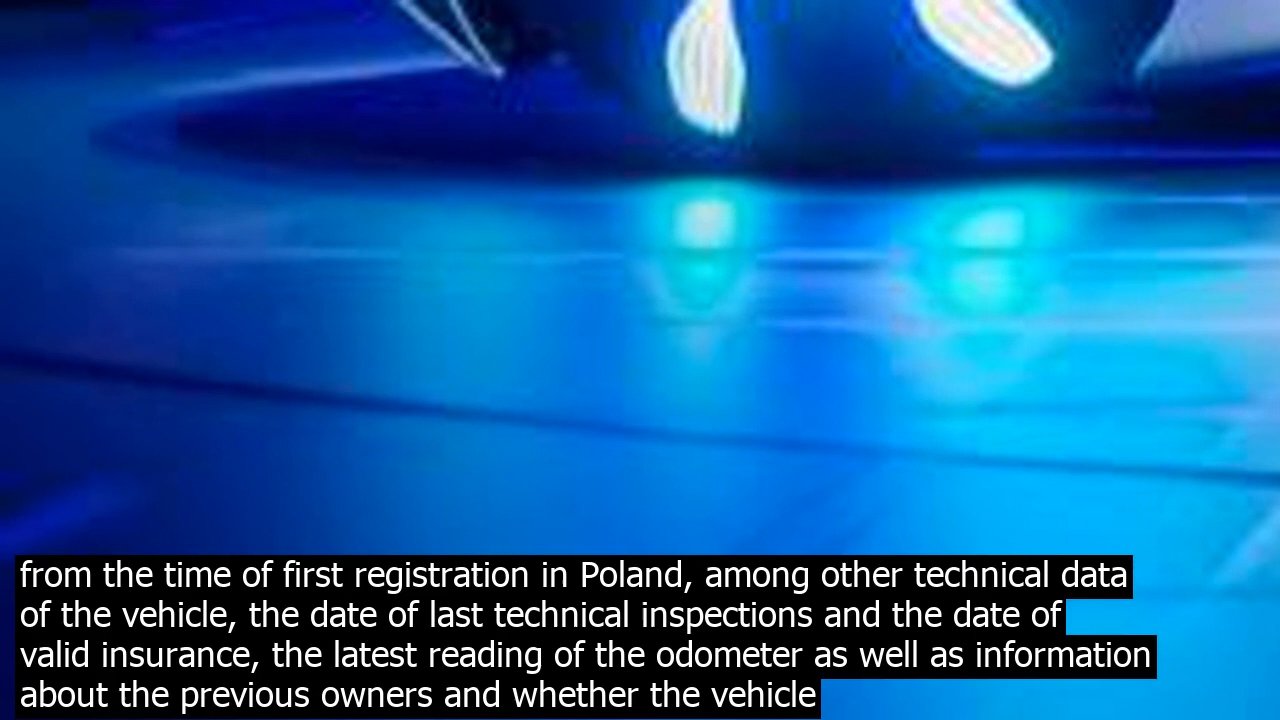 from the time of first registration in Poland, among other technical data
of the vehicle, the date of last technical inspections and the date of
valid insurance, the latest reading of the odometer as well as information
about the previous owners and whether the vehicle